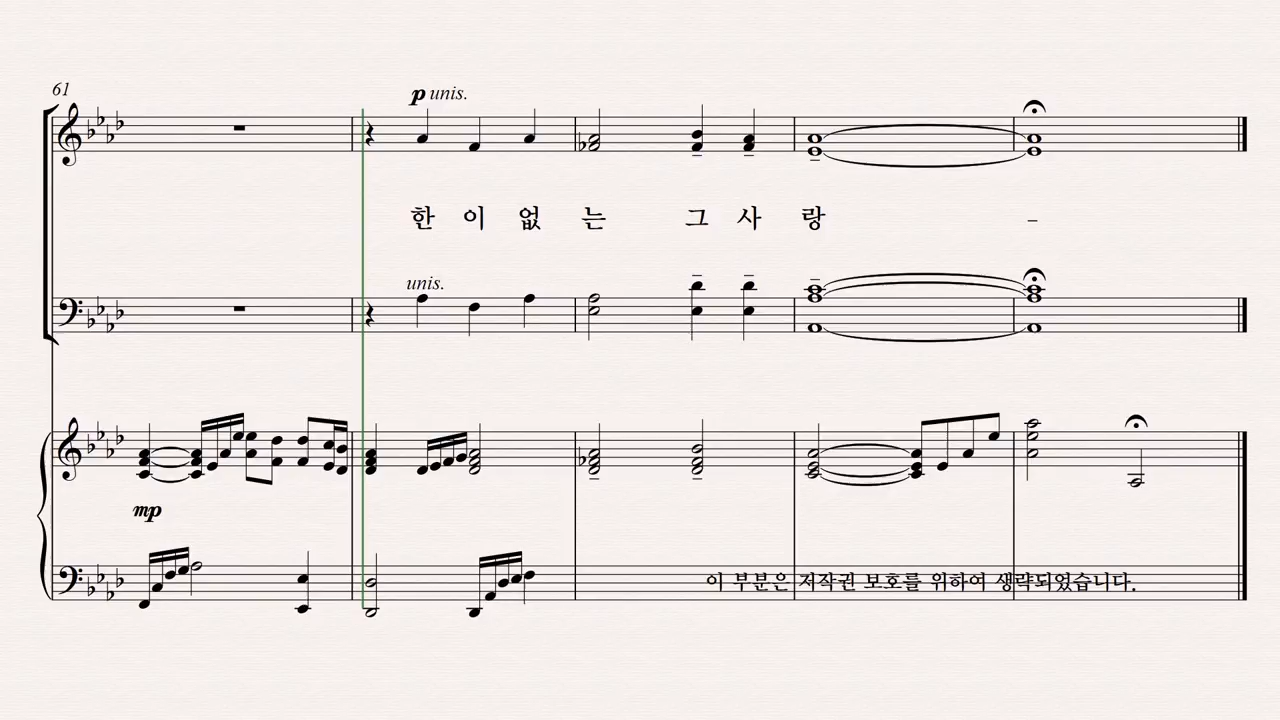 61
p unis.
한 이 없 는 그 사 랑 -
unis.
mp
이 부분은 저작권 보호를 위하여 생략되었습니다.